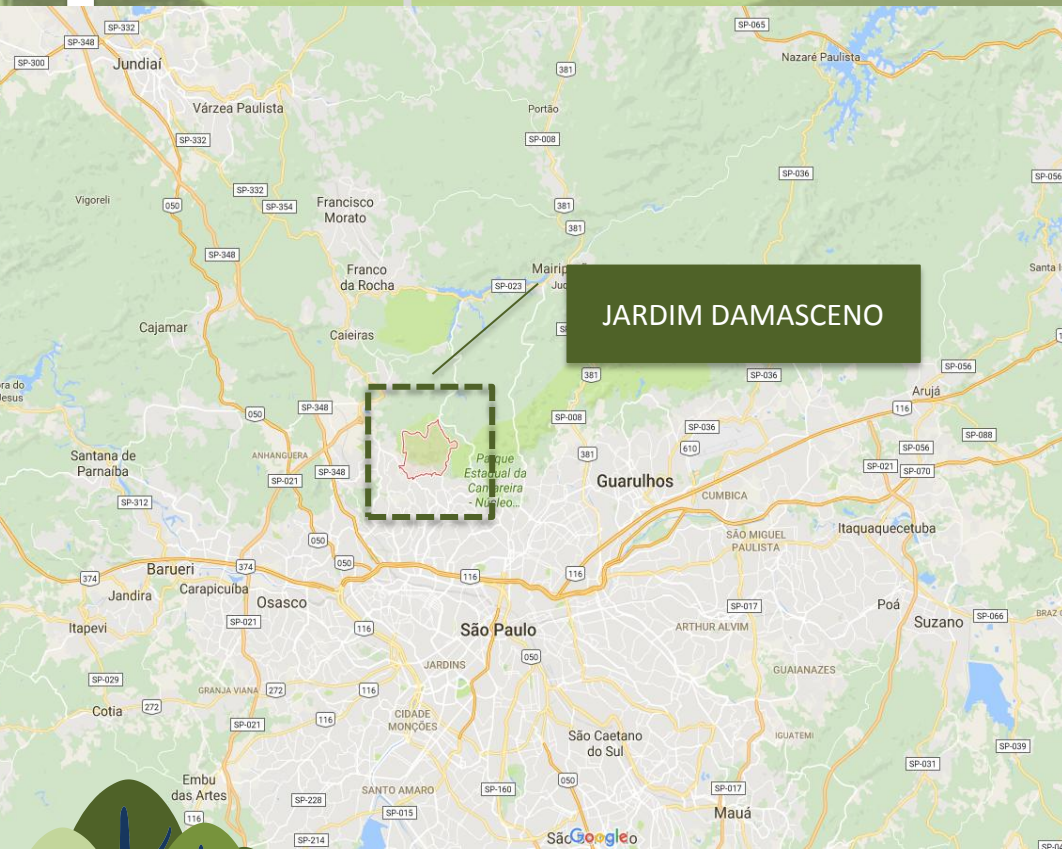 SP-332
SP-065
SP-348
SP-300
Jundiaí
381
Nazaré Paulista
Várzea Paulista
Portão
SP-332
SP-008
SP-036
SP-056
SP-332
Vigoreli
050
SP-354
Francisco
Morato
381
381
SP-348
Franco
da Rocha
SP-023
JARDIM DAMASCENO
Cajamar
Caieiras
381
SP-036
SP-056
Arujá
050
SP-348
116
SP-008
SP-036
SP-088
Santana de
Parnaíba
ANHANGUERA
SP-348
SP-021
381
610
SP-056
SP-021
SP-070
Parque
Estadual da
Cantareira
- Núcleo...
Guarulhos
CUMBICA
SP-312
Itaquaquecetuba
SÃO MIGUEL
PAULISTA
050
050
Barueri
374
374
116
116
Jandira
Carapicuíba
Osasco
SP-017
Poá
SP-066
Suzano
Itapevi
SP-021
116
São Paulo
ARTHUR ALVIM
050
JARDINS
GUAIANAZES
SP-029
GRANJA VIANA
272
116
Cotia
272
116
CIDADE
MONÇÕES
SP-021
São Caetano
do Sul
IGUATEMI
SP-039
SP-031
Embu
das Artes
SANTO AMARO
SP-160
050
SP-017
116
SP-228
SP-015
Mauá
SP-214
Google